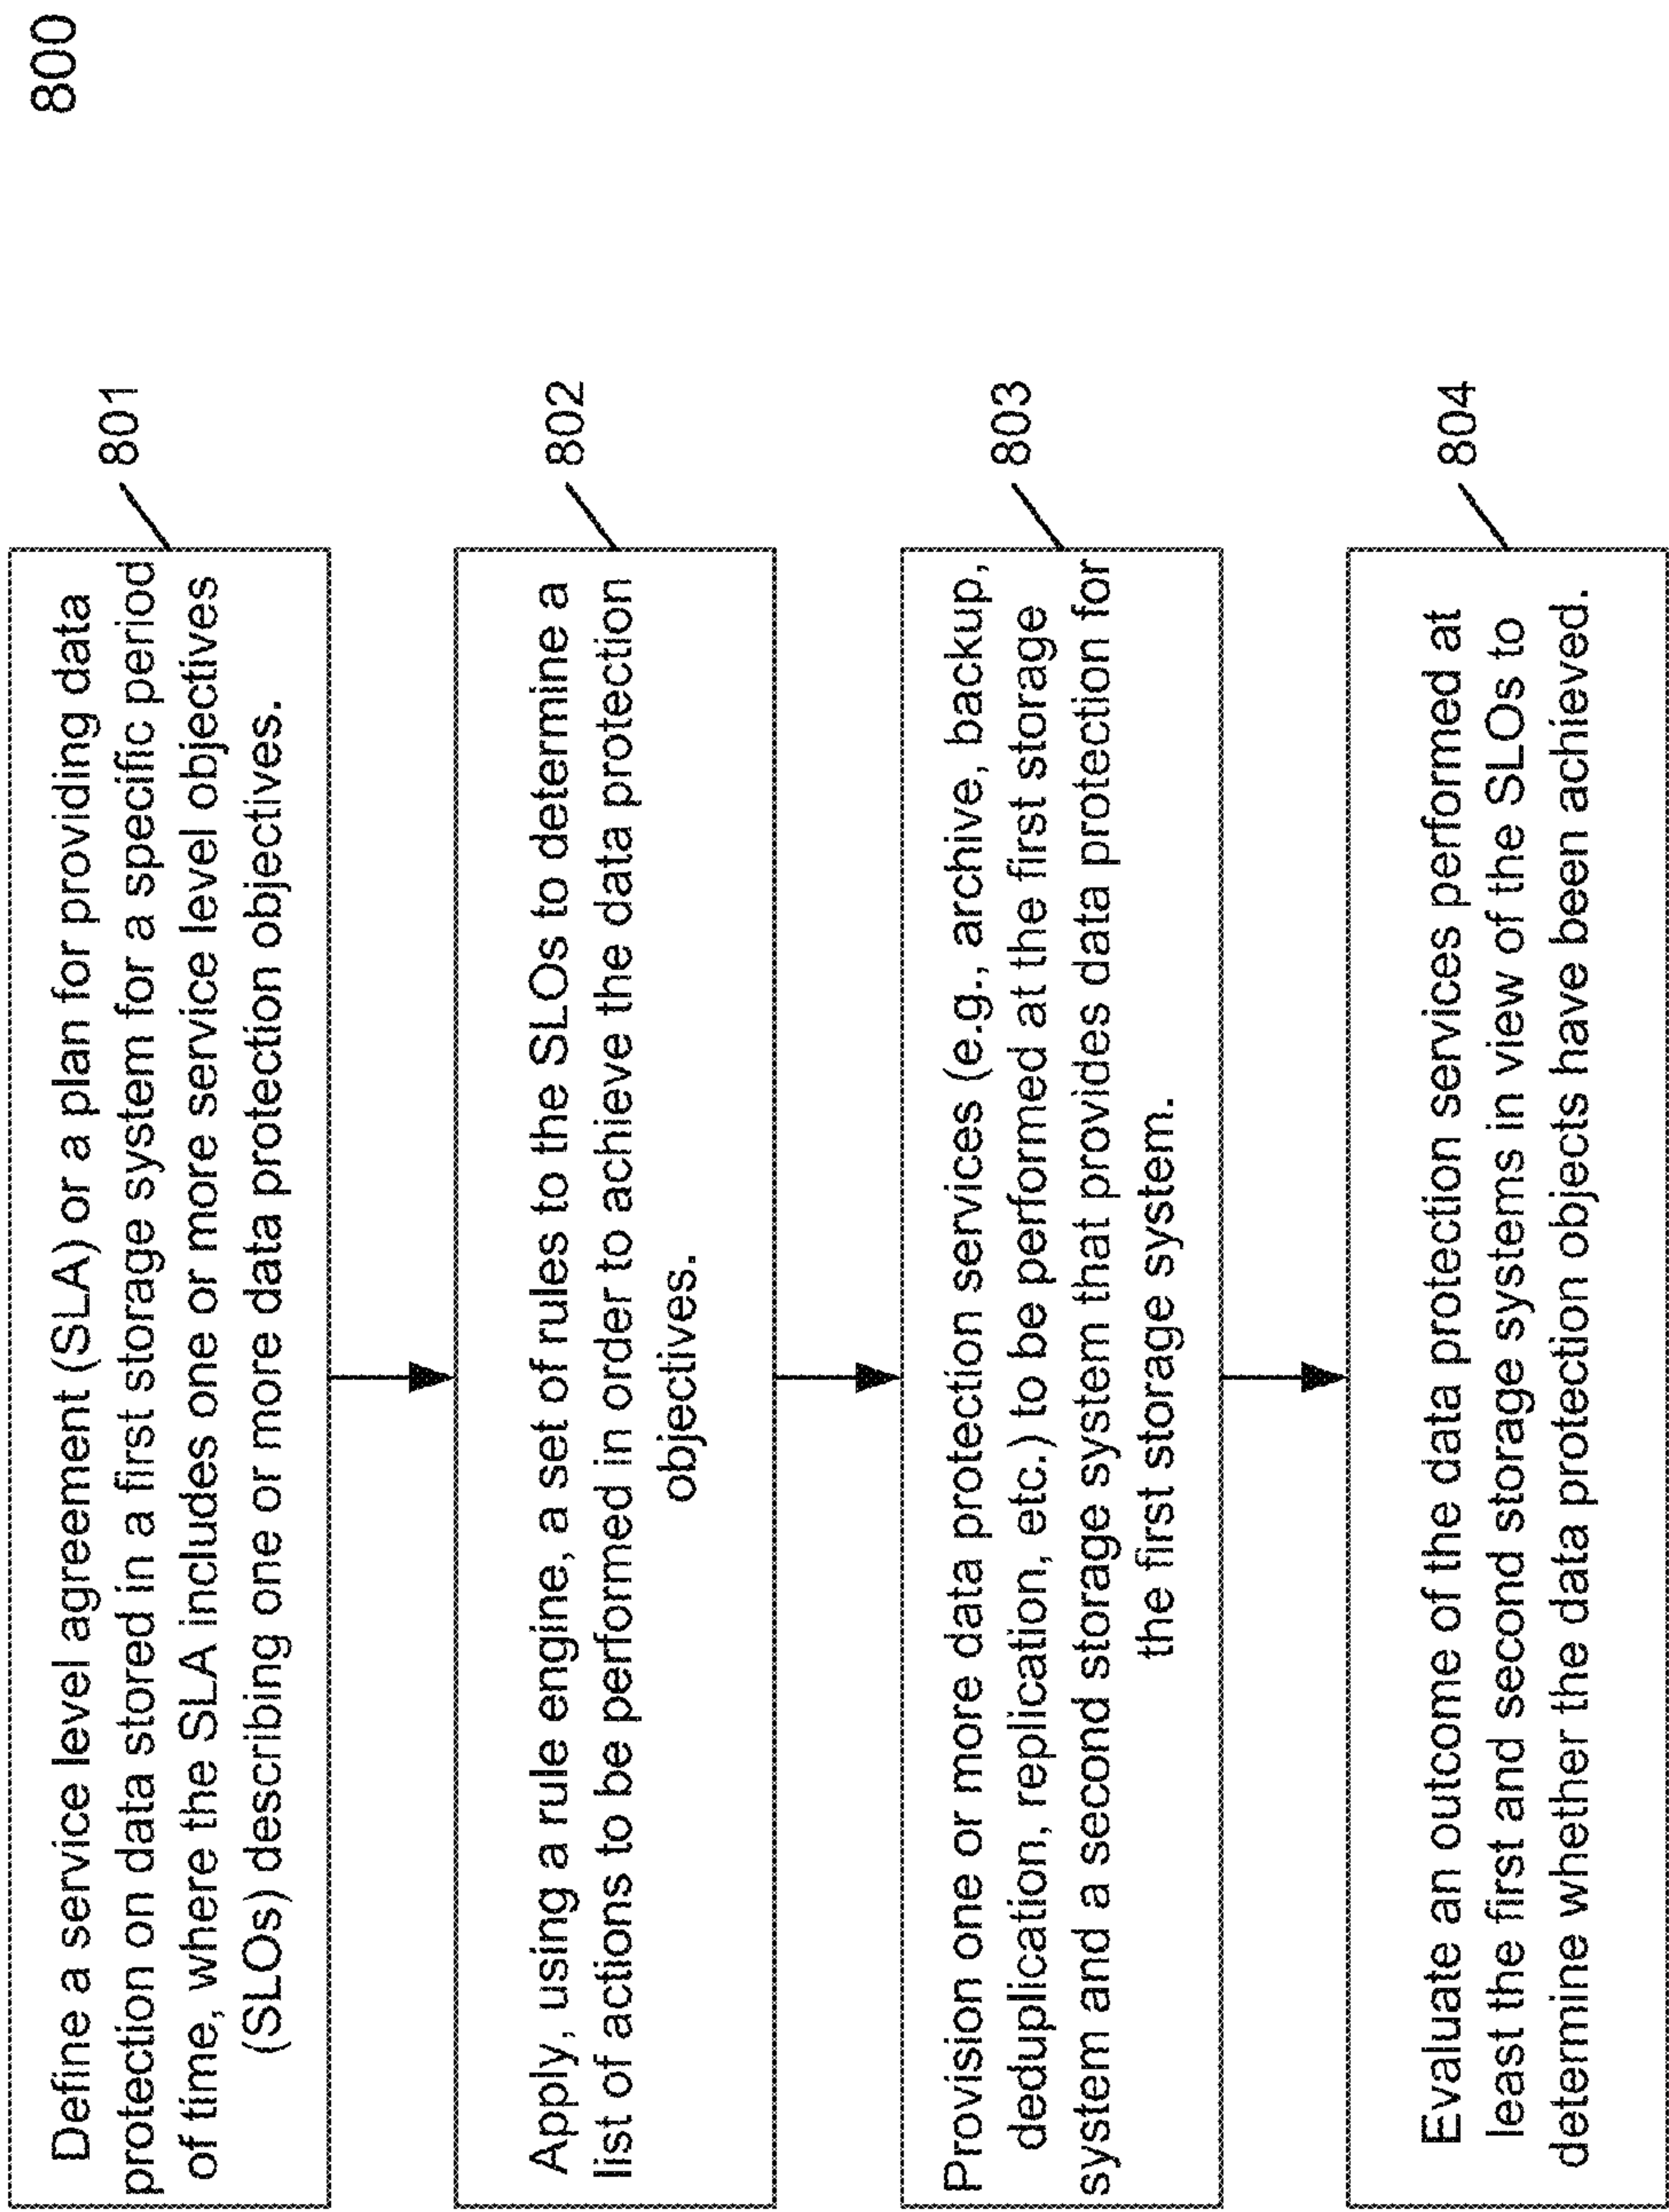 800
801
Define a service level agreement (SLA) or a plan for providing data
protection on data stored in a first storage system for a specific period
of time, where the SLA includes one or more service level objectives
(SLOs) describing one or more data protection objectives.
802
Apply, using a rule engine, a set of rules to the SLOs to determine a
list of actions to be performed in order to achieve the data protection
objectives.
803
Provision one or more data protection services (e.g., archive, backup,
deduplication, replication, etc.) to be performed at the first storage
system and a second storage system that provides data protection for
the first storage system.
804
Evaluate an outcome of the data protection services performed at
least the first and second storage systems in view of the SLOs to
determine whether the data protection objects have been achieved.